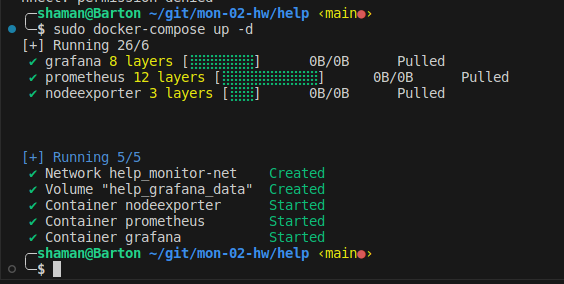 shaman@Barton ~/git/mon-02-hw/help ‹main●›
$ sudo docker-compose up -d
[+] Running 26/6
✔ grafana 8 layers [⣿⣿⣿⣿⣿⣿⣿⣿] 0B/0B Pulled
✔ prometheus 12 layers [⣿⣿⣿⣿⣿⣿⣿⣿⣿⣿⣿⣿] 0B/0B Pulled
✔ nodeexporter 3 layers [⣿⣿⣿] 0B/0B Pulled
[+] Running 5/5
✔ Network help_monitor-net Created
✔ Volume "help_grafana_data" Created
✔ Container nodeexporter Started
✔ Container prometheus Started
✔ Container grafana Started
shaman@Barton ~/git/mon-02-hw/help ‹main●›
$